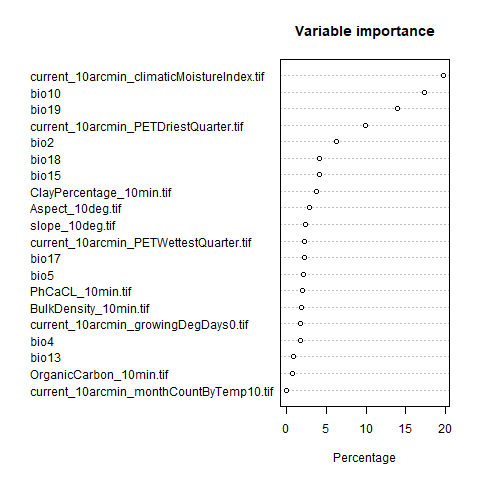 Variable importance
current_10arcmin_climaticMoistureIndex.tif
bio10
bio19
current_10arcmin_PETDriestQuarter.tif
bio2
bio18
bio15
ClayPercentage_10min.tif
Aspect_10deg.tif
slope_10deg.tif
current_10arcmin_PETWettestQuarter.tif
bio17
bio5
PhCaCL_10min.tif
BulkDensity_10min.tif
current_10arcmin_growingDegDays0.tif
bio4
bio13
OrganicCarbon_10min.tif
current_10arcmin_monthCountByTemp10.tif
0 5 10 15 20
Percentage